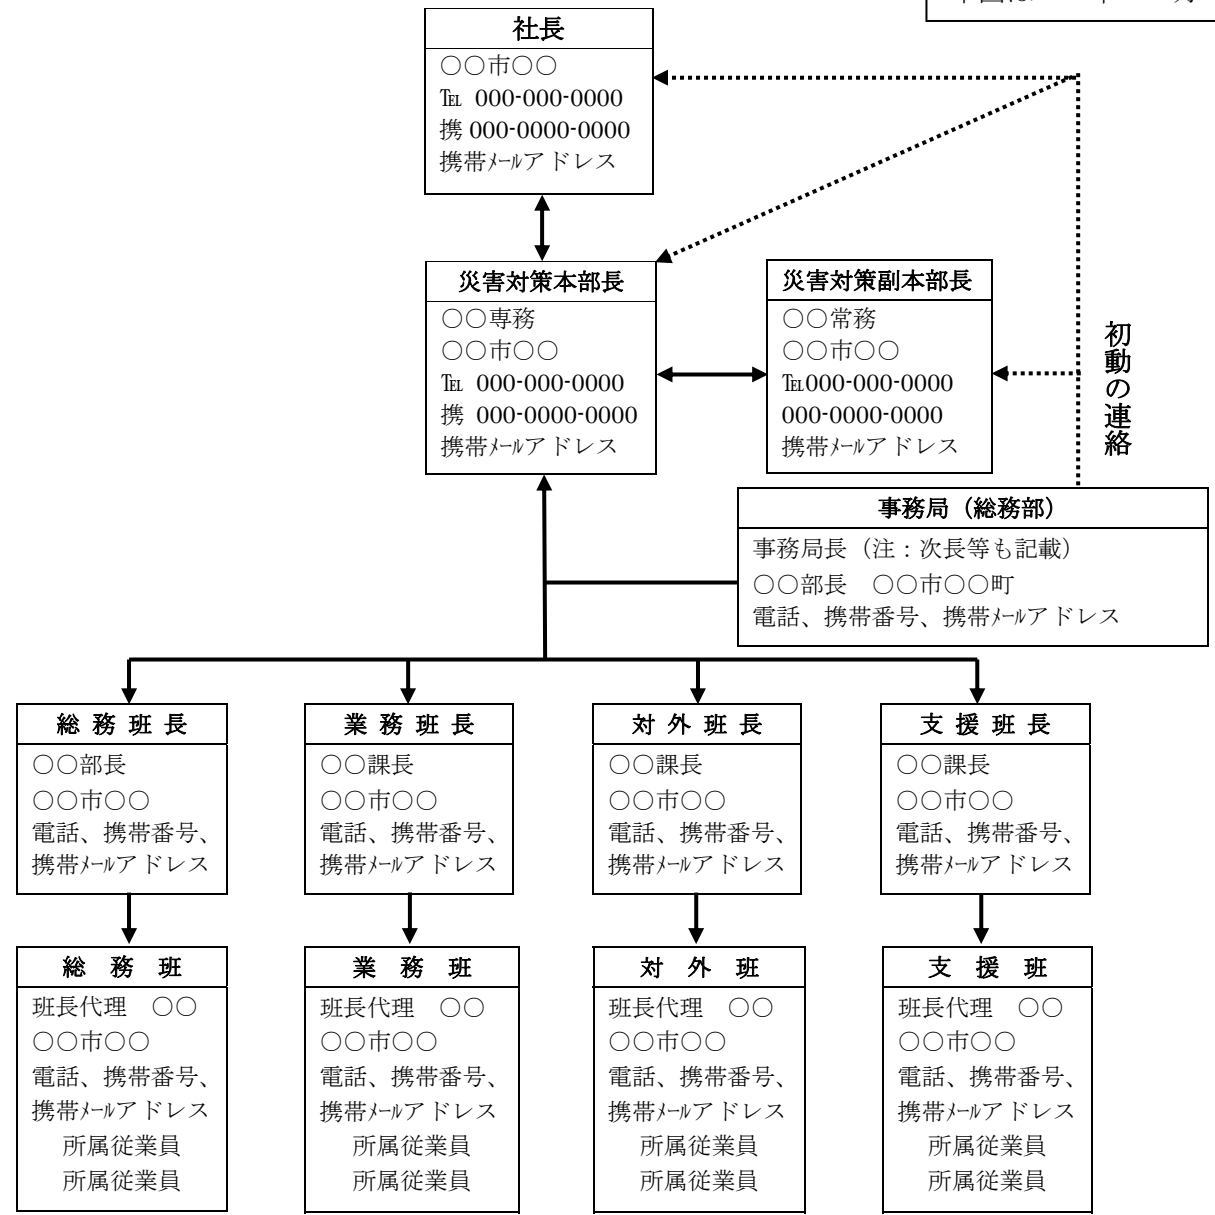 社長
○○市○○
℡ 000-000-0000
携 000-0000-0000
携帯ﾒｰﾙアドレス
災害対策本部長
○○専務
○○市○○
℡ 000-000-0000
携 000-0000-0000
携帯ﾒｰﾙアドレス
災害対策副本部長
○○常務
○○市○○
℡000-000-0000
000-0000-0000
携帯ﾒｰﾙアドレス
初動の連絡
事務局（総務部）
事務局長（注：次長等も記載）
○○部長　○○市○○町
電話、携帯番号、携帯ﾒｰﾙアドレス
総 務 班 長
○○部長
○○市○○
電話、携帯番号、
携帯ﾒｰﾙアドレス
業 務 班 長
○○課長
○○市○○
電話、携帯番号、
携帯ﾒｰﾙアドレス
対 外 班 長
○○課長
○○市○○
電話、携帯番号、
携帯ﾒｰﾙアドレス
支 援 班 長
○○課長
○○市○○
電話、携帯番号、
携帯ﾒｰﾙアドレス
総　務　班
班長代理　○○
○○市○○
電話、携帯番号、
携帯ﾒｰﾙアドレス
所属従業員
所属従業員
業　務　班
班長代理　○○
○○市○○
電話、携帯番号、
携帯ﾒｰﾙアドレス
所属従業員
所属従業員
対　外　班
班長代理　○○
○○市○○
電話、携帯番号、
携帯ﾒｰﾙアドレス
所属従業員
所属従業員
支　援　班
班長代理　○○
○○市○○
電話、携帯番号、
携帯ﾒｰﾙアドレス
所属従業員
所属従業員